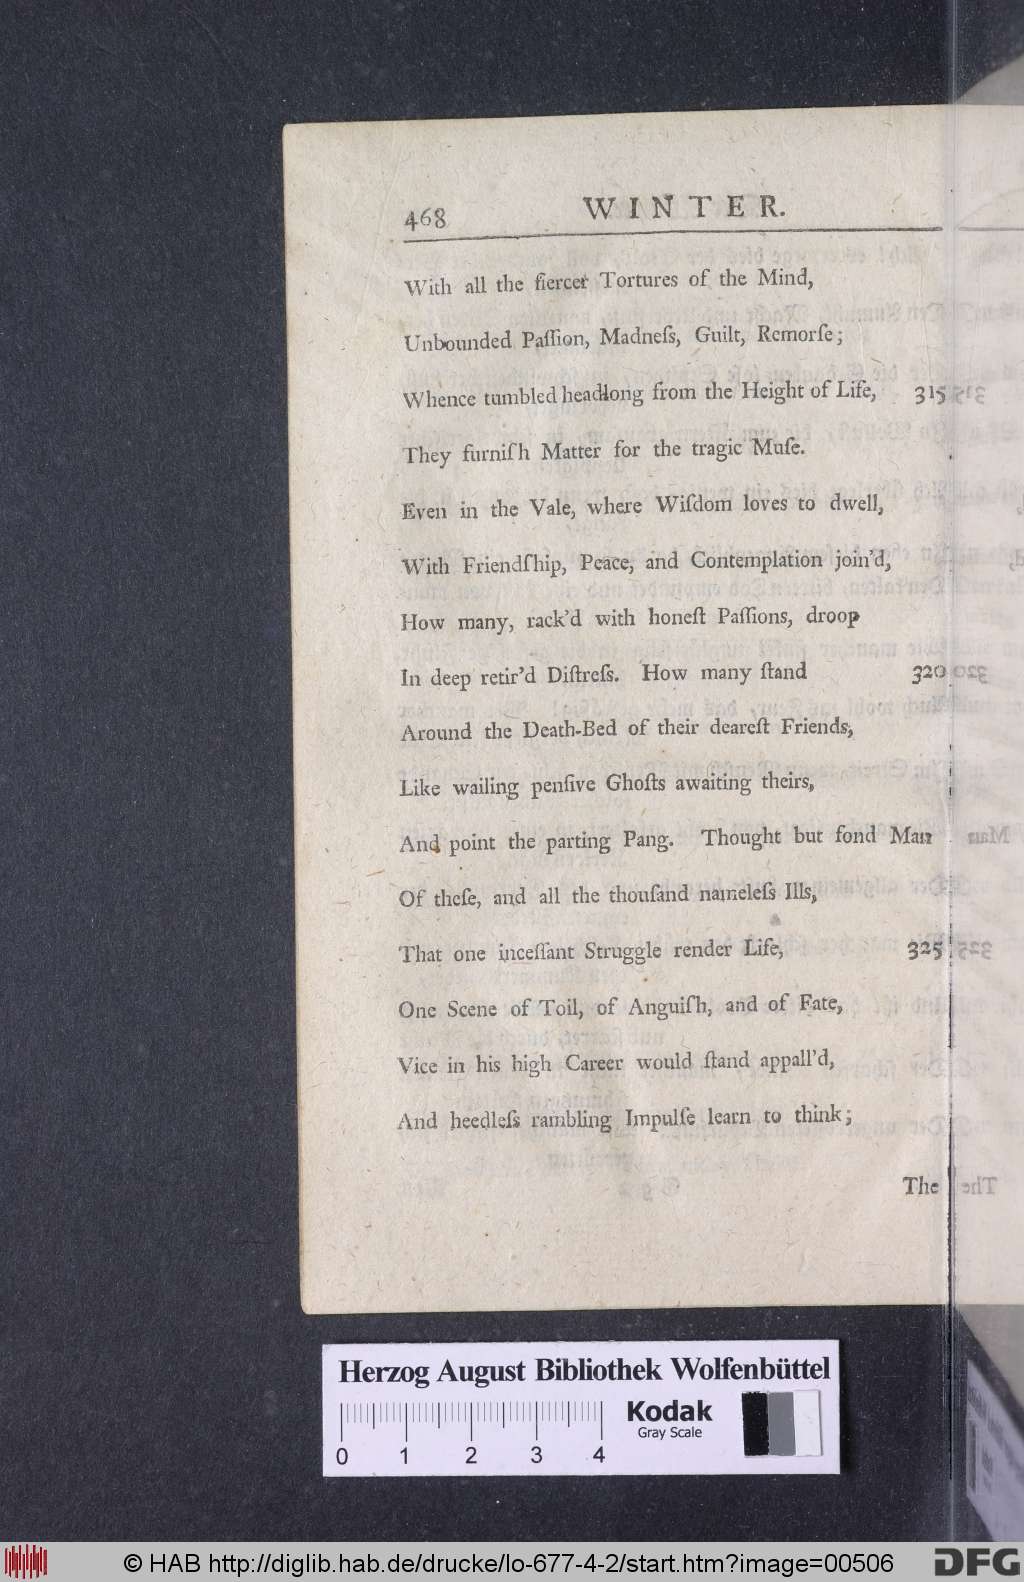 468 WINTER.
With all the fiercer Tortures of the Mind,
Unbounded Paſſion, Madneſs, Guilt, Remorſe;
Whence tumbled headlong from the Height of Life, 315
They furniſh Matter for the tragic Muſe.
Even in the Vale, where Wiſdom loves to dwell,
With Friendſhip, Peace, and Contemplation join'd,
How many, rack'd with honeſt Paſſions, droop
In deep retir'd Diſtreſs. How many ſtand 320
Around the Death-Bed of their deareſt Friends,
Like wailing penſive Ghoſts awaiting theirs,
And point the parting Pang. Thought but fond Man
Of theſe, and all the thouſand nameleſs Ills,
That one inceſſant Struggle render Life, 325
One Scene of Toil, of Anguiſh, and of Fate,
Vice in his high Career would ſtand appall'd,
And heedleſs rambling Impulſe learn to think;
The
Herzog August Bibliothek Wolfenbüttel
Kodak
Gray Scale
0 1 2 3 4
© HAB http://diglib.hab.de/drucke/lo-677-4-2/start.htm?image=00506
DFG